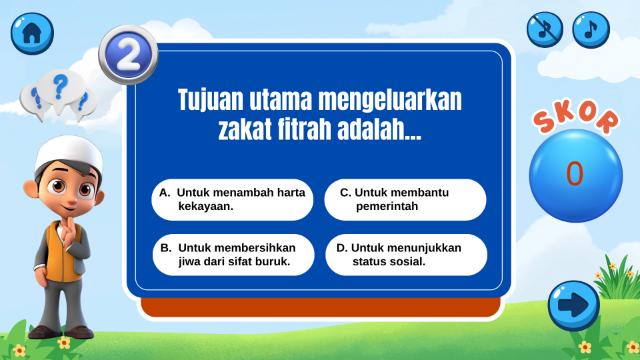 2
Tujuan utama mengeluarkan
zakat fitrah adalah...
A. Untuk menambah harta
kekayaan.
B. Untuk membersihkan
jiwa dari sifat buruk.
C. Untuk membantu
pemerintah
D. Untuk menunjukkan
status sosial.
SKOR
0
? ? ?